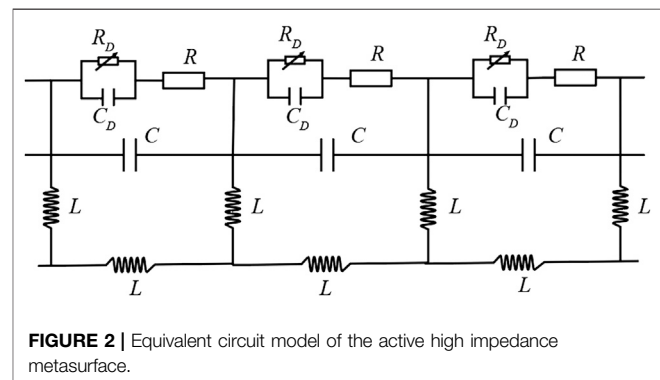 R_D R R_D R R_D R
C_D C_D C_D
C C C
L L L L
L L L
FIGURE 2 | Equivalent circuit model of the active high impedance
metasurface.